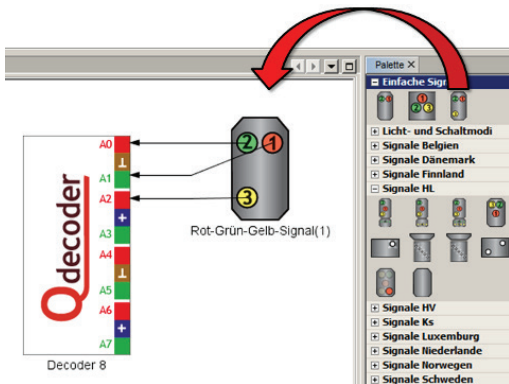 Palette X
Einfache Sign
2 1
3
Rot-Grün-Gelb-Signal(1)
Qdecoder
A0
A1
A2
A3
A4
A5
A6
A7
Decoder 8
Licht- und Schaltmodi
Signale Belgien
Signale Dänemark
Signale Finnland
Signale HL
Signale HV
Signale Ks
Signale Luxemburg
Signale Niederlande
Signale Norwegen
Signale Schweden